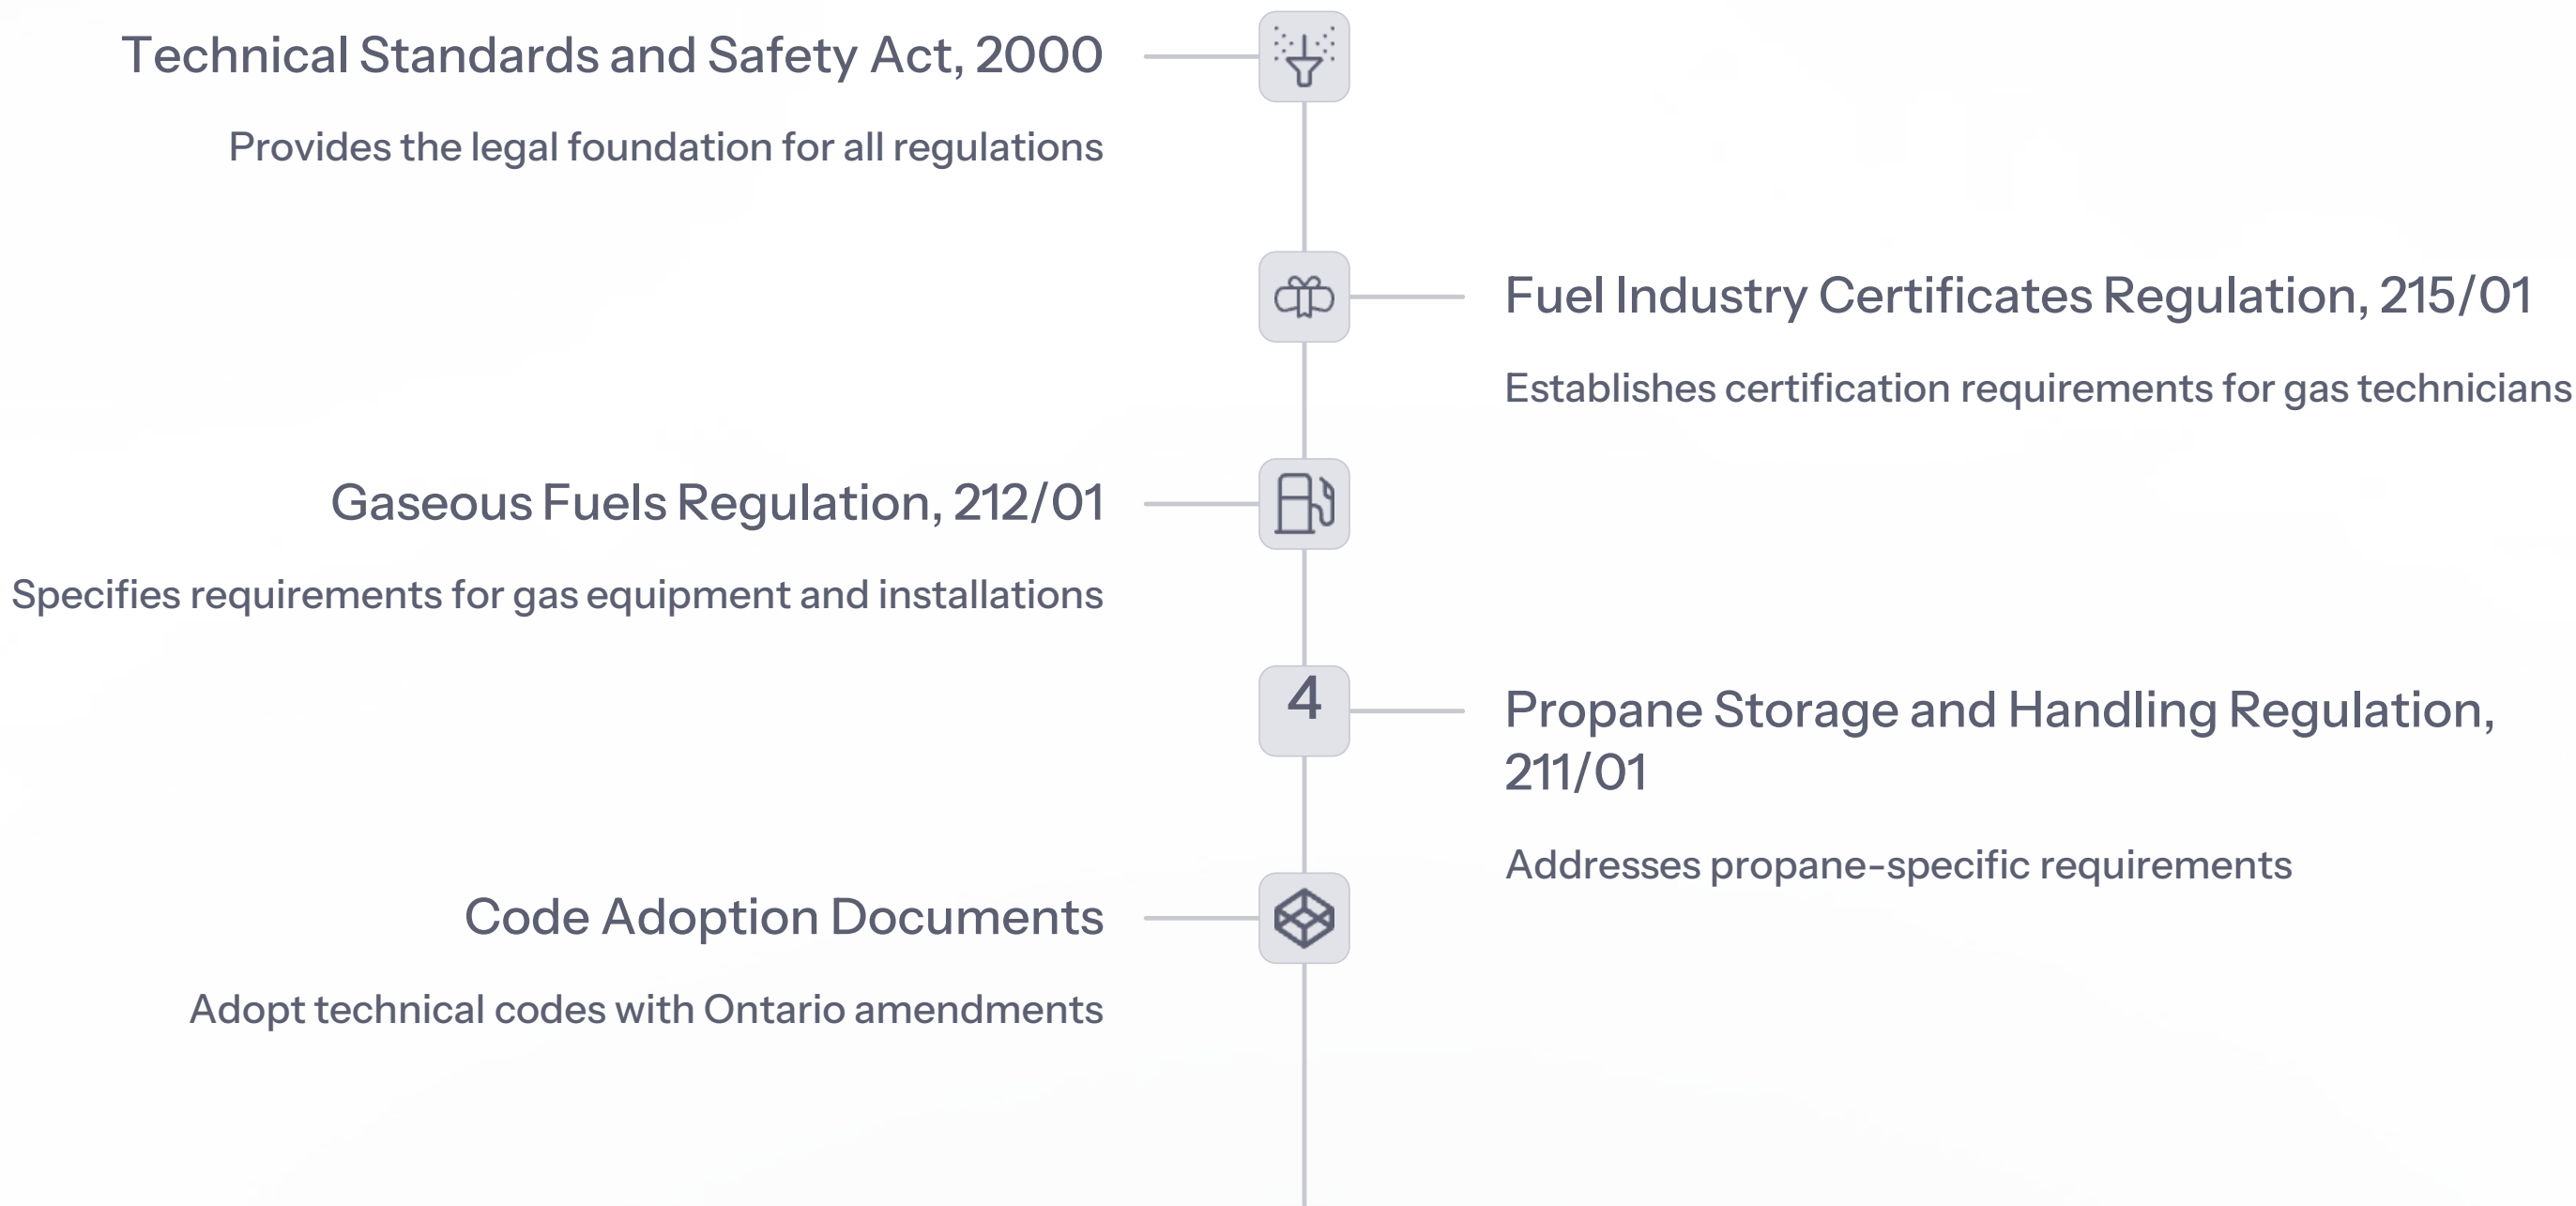 Technical Standards and Safety Act, 2000
Provides the legal foundation for all regulations
Fuel Industry Certificates Regulation, 215/01
Establishes certification requirements for gas technicians
Gaseous Fuels Regulation, 212/01
Specifies requirements for gas equipment and installations
4
Propane Storage and Handling Regulation,
211/01
Addresses propane-specific requirements
Code Adoption Documents
Adopt technical codes with Ontario amendments